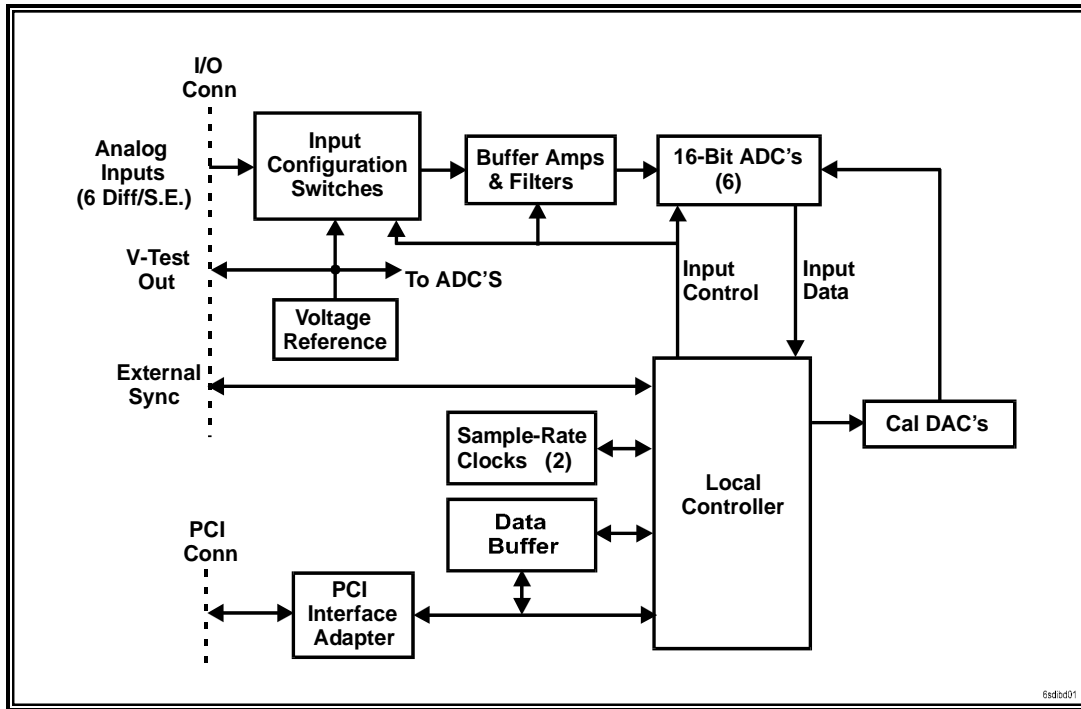 I/O
Conn
Analog
Inputs
(6 Diff/S.E.)
Input
Configuration
Switches
Buffer Amps
& Filters
16-Bit ADC's
(6)
V-Test
Out
To ADC'S
Voltage
Reference
Input
Control
Input
Data
External
Sync
Sample-Rate
Clocks (2)
Cal DAC's
Local
Controller
Data
Buffer
PCI
Conn
PCI
Interface
Adapter
6sdibd01